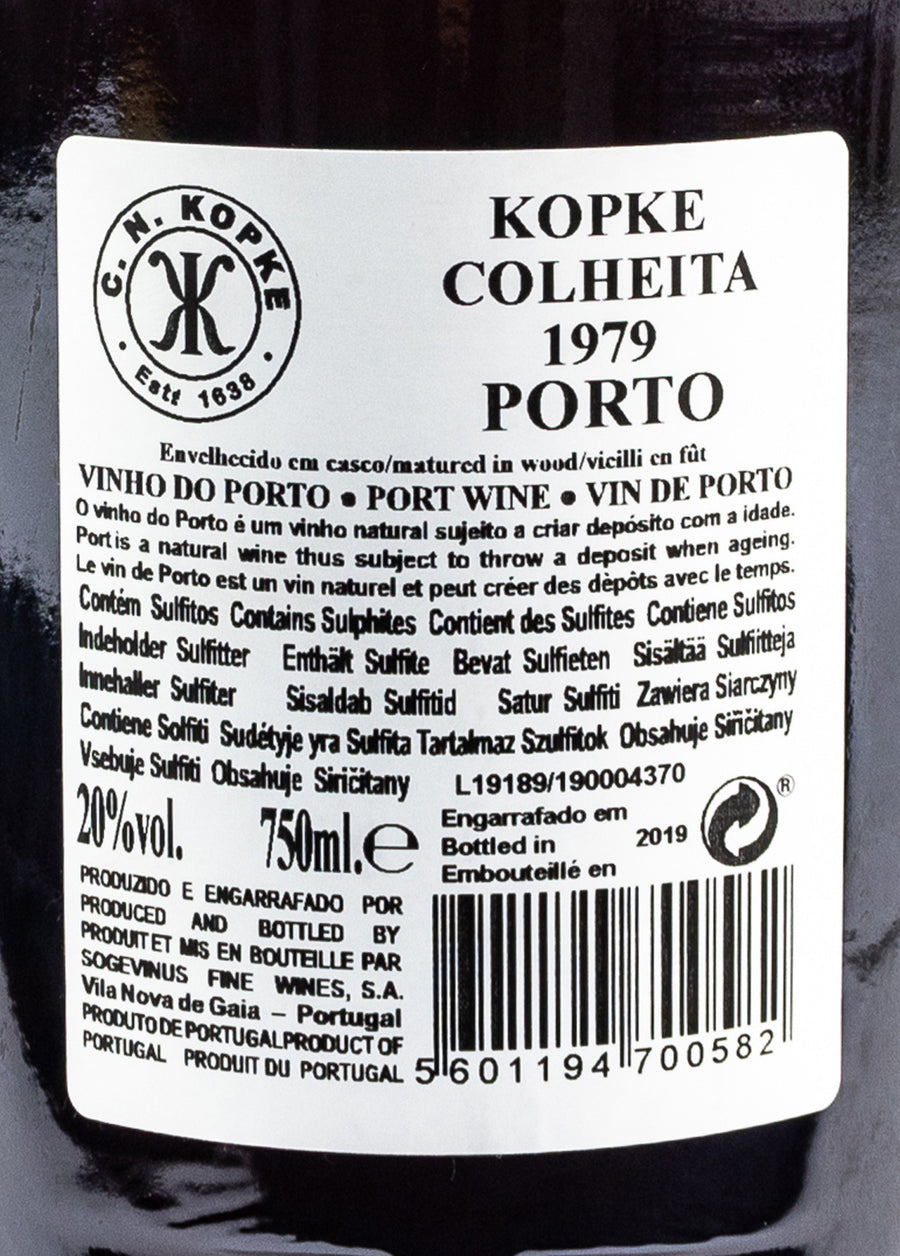 C. N. KOPKE
Estd 1638
KOPKE
COLHEITA
1979
PORTO
Envelhecido em casco/matured in wood/vieilli en fût
VINHO DO PORTO • PORT WINE • VIN DE PORTO
O vinho do Porto é um vinho natural sujeito a criar depósito com a idade.
Port is a natural wine thus subject to throw a deposit when ageing.
Le vin de Porto est un vin naturel et peut créer des dèpôts avec le temps.
Contém Sulfitos Contains Sulphites Contient des Sulfites Contiene Sulfitos
Indeholder Sulfitter Enthält Sulfite Bevat Sulfieten Sisältää Sulfiitteja
Innehaller Sulfiter Sisaldab Sulfitid Satur Sulfiti Zawiera Siarczyny
Contiene Solfiti Sudétyje yra Sulfita Tartalmaz Szulfitok Obsahuje Siričitany
Vsebuje Sulfiti Obsahuje Siričitany
L19189/190004370
20%vol. 750ml.℮
Engarrafado em
Bottled in 2019
Embouteillé en
®
PRODUZIDO E ENGARRAFADO POR
PRODUCED AND BOTTLED BY
PRODUIT ET MIS EN BOUTEILLE PAR
SOGEVINUS FINE WINES, S.A.
Vila Nova de Gaia – Portugal
PRODUTO DE PORTUGAL PRODUCT OF
PORTUGAL PRODUIT DU PORTUGAL
5 601194 700582